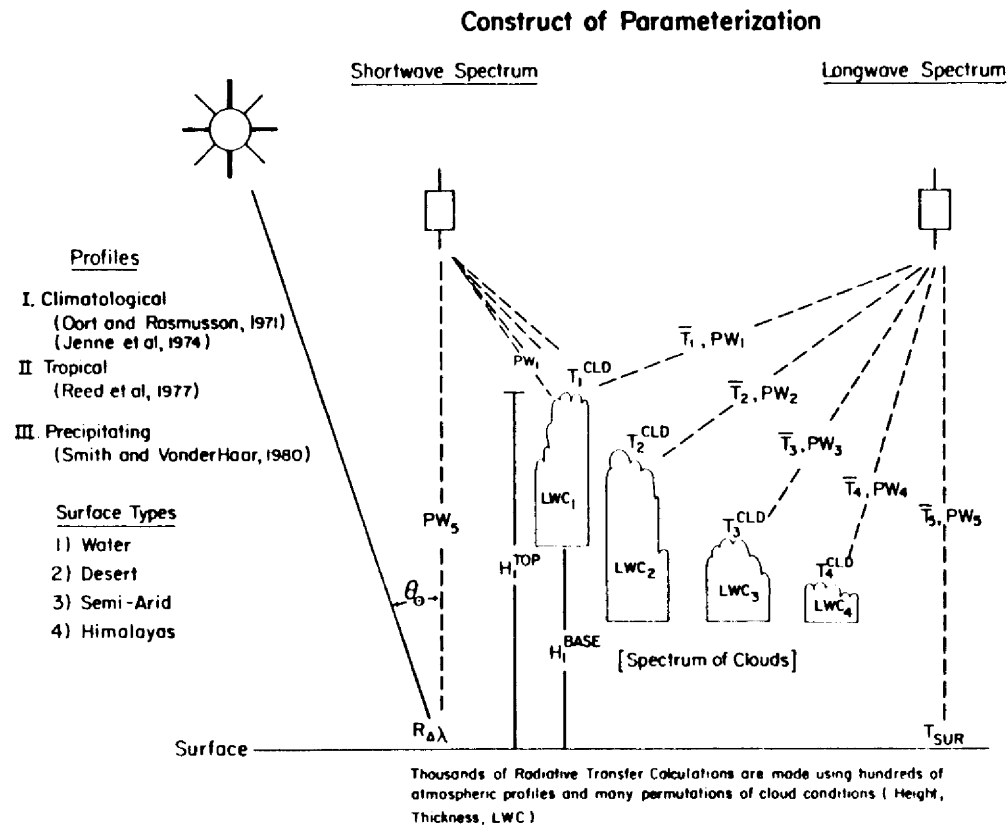 Construct of Parameterization
Shortwave Spectrum
Longwave Spectrum
Profiles
I. Climatological
(Oort and Rasmusson, 1971)
(Jenne et al, 1974)
II Tropical
(Reed et al, 1977)
III. Precipitating
(Smith and VonderHaar, 1980)
Surface Types
1) Water
2) Desert
3) Semi-Arid
4) Himalayas
θ⊙
PW₅
PW₁
T₁ᶜᴸᴰ
T̅₁, PW₁
T₂ᶜᴸᴰ
T̅₂, PW₂
T₃ᶜᴸᴰ
T̅₃, PW₃
T₄ᶜᴸᴰ
T̅₄, PW₄
T̅₅, PW₅
LWC₁
LWC₂
LWC₃
LWC₄
H₁ᵀᴼᴾ
H₁ᴮᴬˢᴱ
[Spectrum of Clouds]
R_Δλ
T_SUR
Surface
Thousands of Radiative Transfer Calculations are made using hundreds of
atmospheric profiles and many permutations of cloud conditions ( Height,
Thickness, LWC )